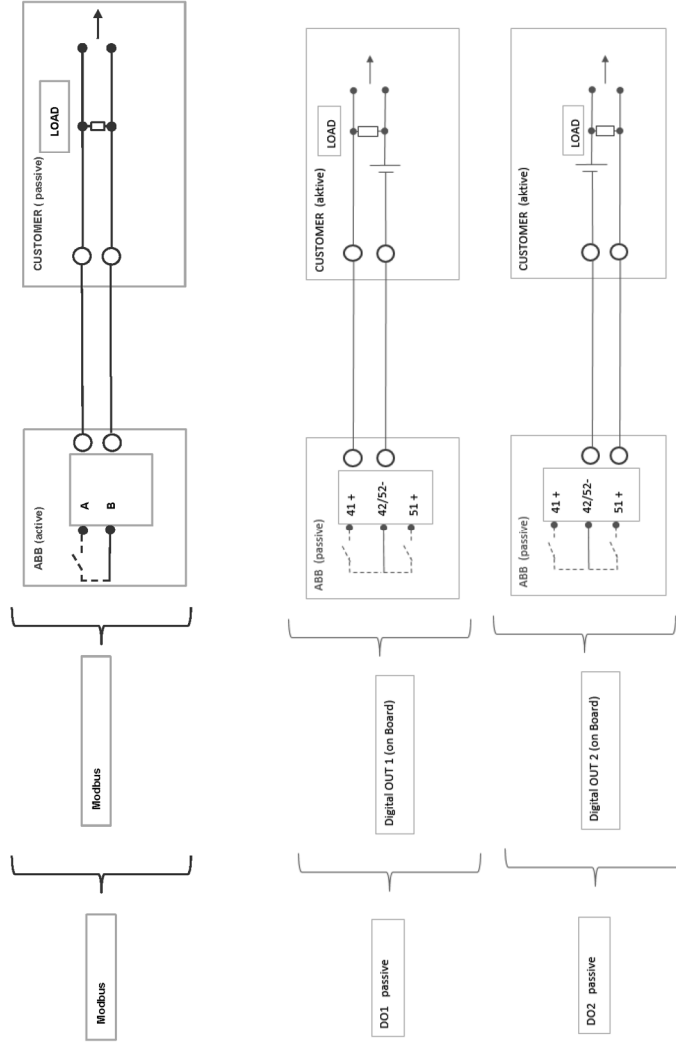 Modbus
Modbus
ABB (active)
A
B
CUSTOMER ( passive)
LOAD
DO1 passive
Digital OUT 1 (on Board)
ABB (passive)
41 +
42/52-
51 +
CUSTOMER (aktive)
LOAD
DO2 passive
Digital OUT 2 (on Board)
ABB (passive)
41 +
42/52-
51 +
CUSTOMER (aktive)
LOAD